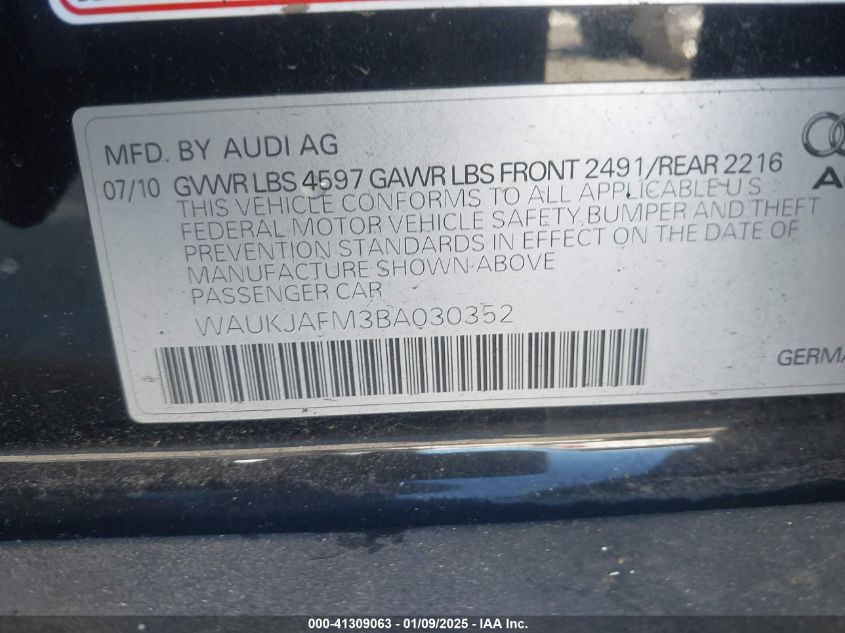 MFD. BY AUDI AG
07/10 GVWR LBS 4597 GAWR LBS FRONT 2491/REAR 2216
THIS VEHICLE CONFORMS TO ALL APPLICABLE U S
FEDERAL MOTOR VEHICLE SAFETY, BUMPER AND THEFT
PREVENTION STANDARDS IN EFFECT ON THE DATE OF
MANUFACTURE SHOWN ABOVE
PASSENGER CAR
WAUKJAFM3BA030352
GERMA
000-41309063 - 01/09/2025 - IAA Inc.